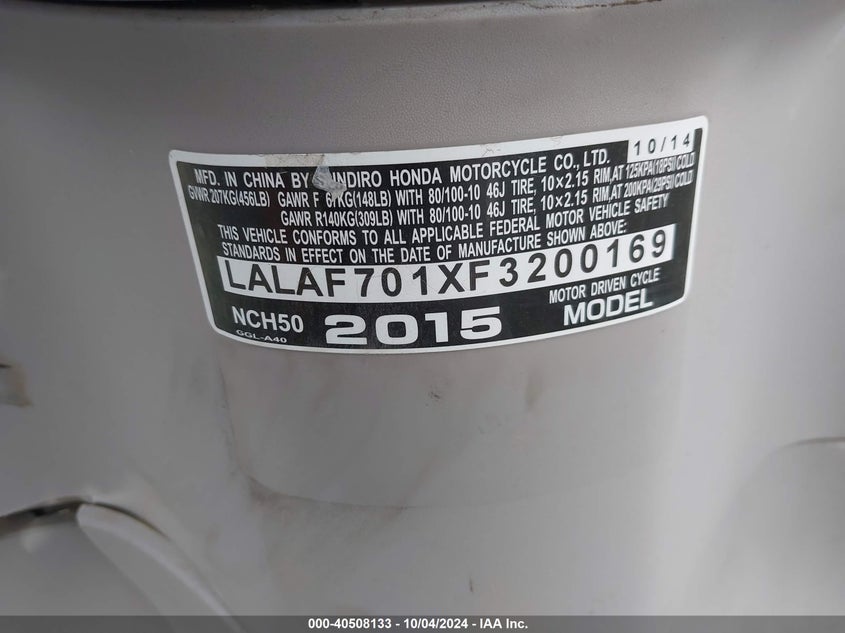 10/14
MFD. IN CHINA BY SUNDIRO HONDA MOTORCYCLE CO., LTD.
GVWR 207KG(456LB) GAWR F 67KG(148LB) WITH 80/100-10 46J TIRE, 10×2.15 RIM, AT 125KPA(18PSI) COLD
GAWR R140KG(309LB) WITH 80/100-10 46J TIRE, 10×2.15 RIM, AT 200KPA(29PSI) COLD
THIS VEHICLE CONFORMS TO ALL APPLICABLE FEDERAL MOTOR VEHICLE SAFETY
STANDARDS IN EFFECT ON THE DATE OF MANUFACTURE SHOWN ABOVE:
LALAF701XF3200169
NCH50 2015 MOTOR DRIVEN CYCLE
GGL-A40 MODEL
000-40508133 - 10/04/2024 - IAA Inc.